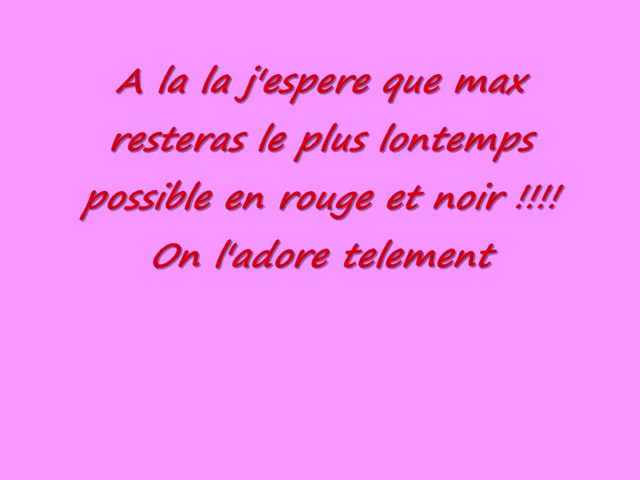 A la la j'espere que max
resteras le plus lontemps
possible en rouge et noir !!!!
On l'adore telement